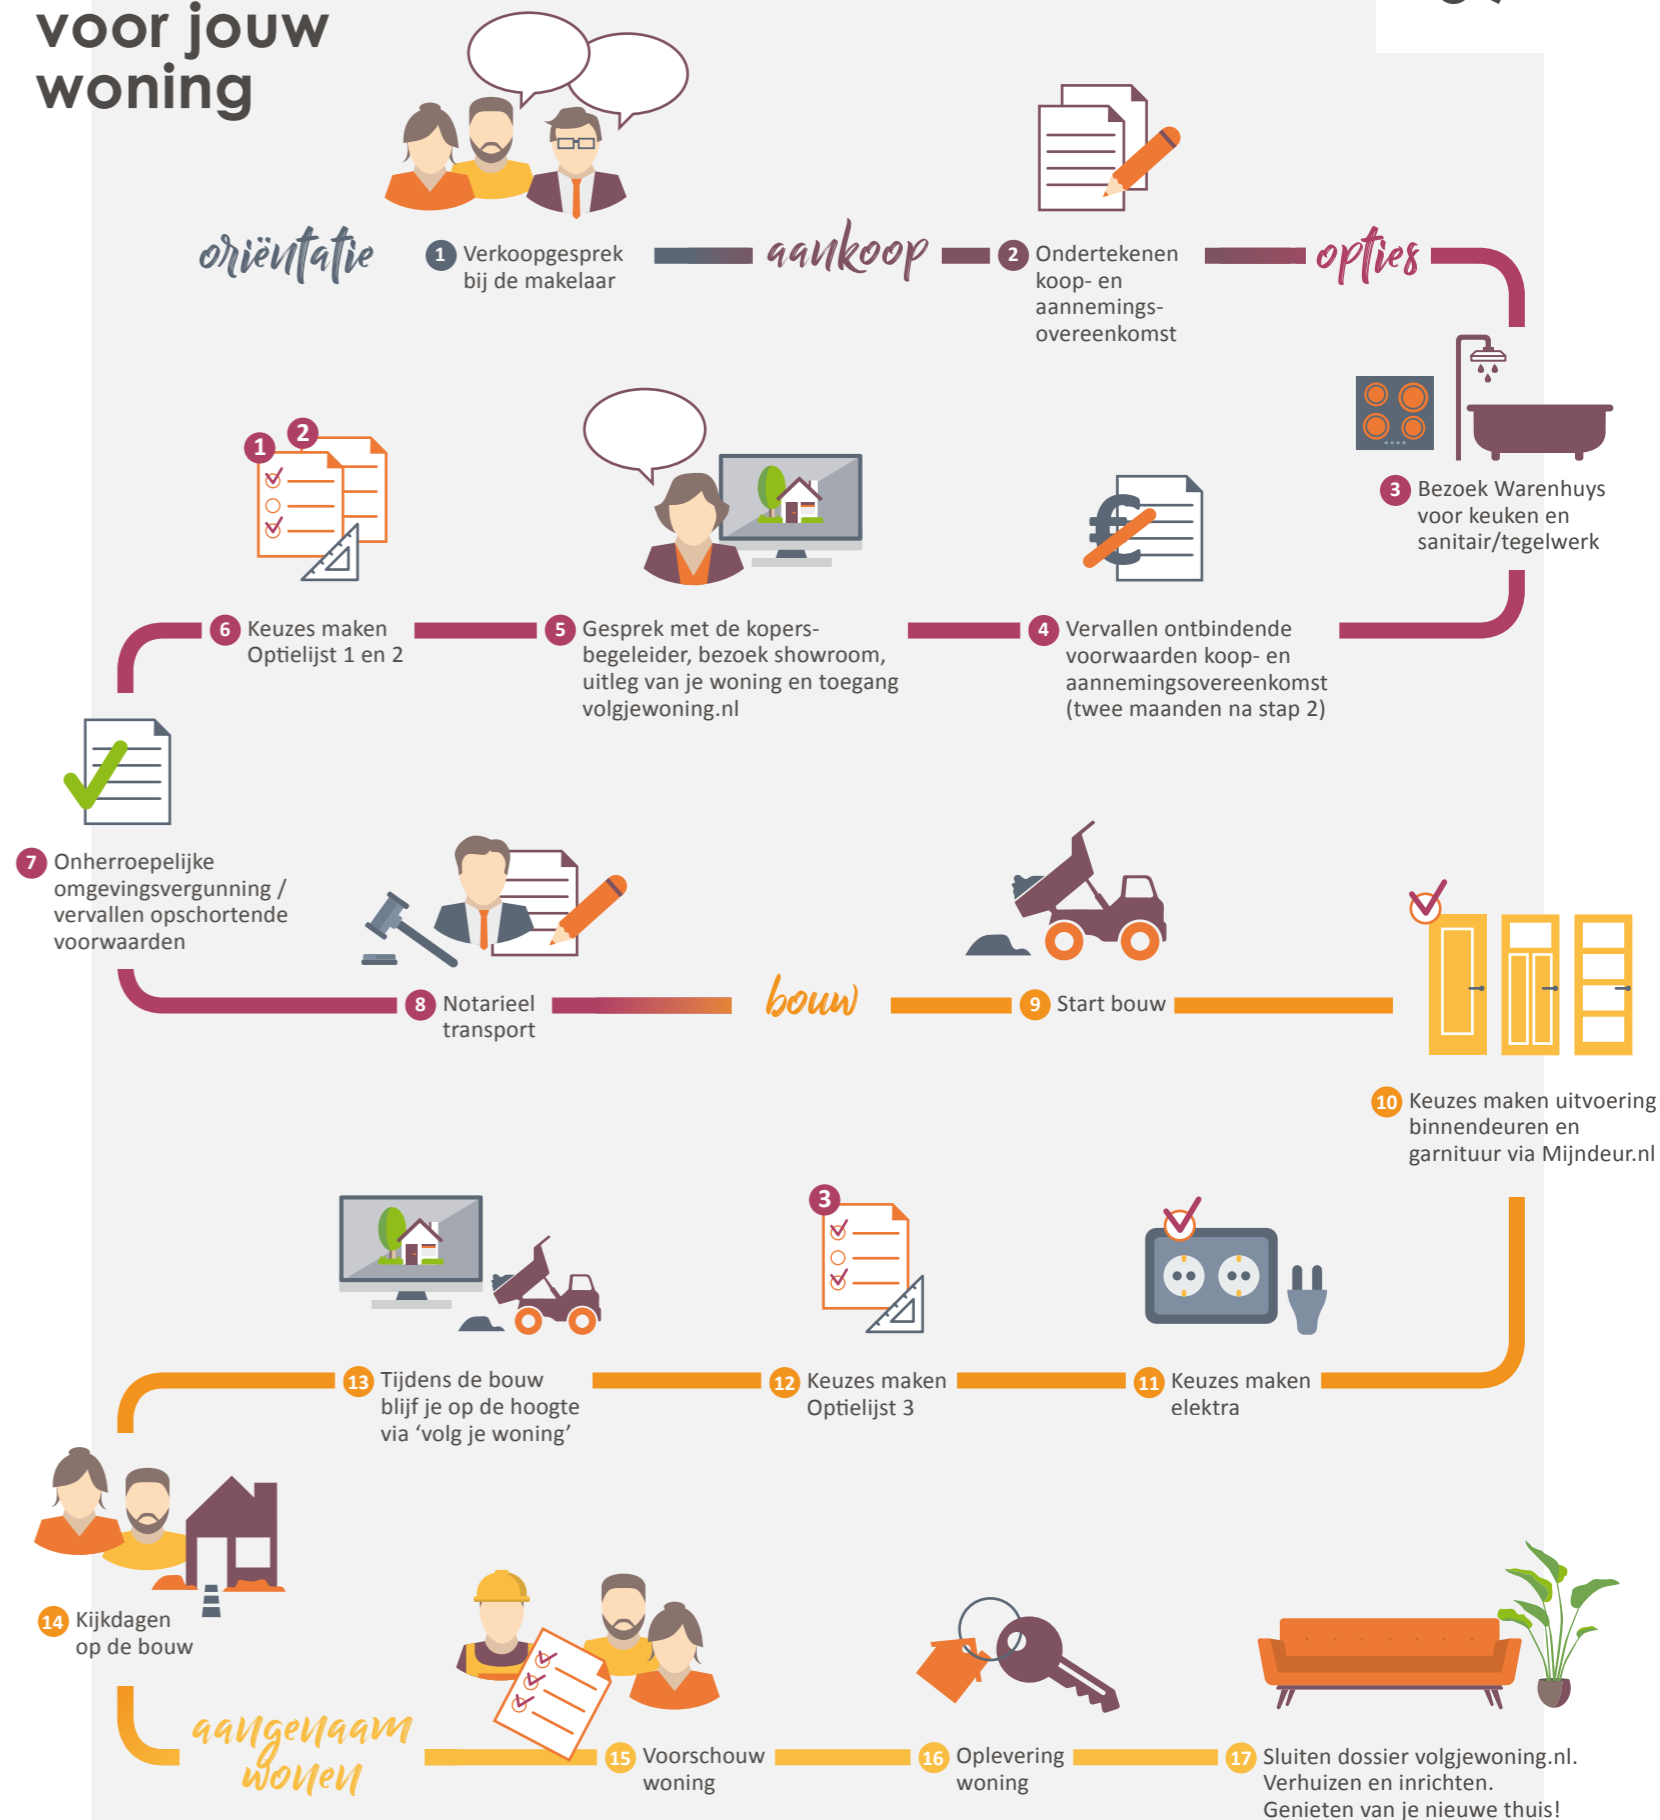 voor jouw
woning
oriëntatie
1 Verkoopgesprek
bij de makelaar
aankoop
2 Ondertekenen
koop- en
aannemings-
overeenkomst
opties
3 Bezoek Warenhuys
voor keuken en
sanitair/tegelwerk
4 Vervallen ontbindende
voorwaarden koop- en
aannemingsovereenkomst
(twee maanden na stap 2)
5 Gesprek met de kopers-
begeleider, bezoek showroom,
uitleg van je woning en toegang
volgjewoning.nl
1
2
6 Keuzes maken
Optielijst 1 en 2
7 Onherroepelijke
omgevingsvergunning /
vervallen opschortende
voorwaarden
8 Notarieel
transport
bouw
9 Start bouw
10 Keuzes maken uitvoering
binnendeuren en
garnituur via Mijndeur.nl
11 Keuzes maken
elektra
3
12 Keuzes maken
Optielijst 3
13 Tijdens de bouw
blijf je op de hoogte
via ‘volg je woning’
14 Kijkdagen
op de bouw
aangenaam
wonen
15 Voorschouw
woning
16 Oplevering
woning
17 Sluiten dossier volgjewoning.nl.
Verhuizen en inrichten.
Genieten van je nieuwe thuis!